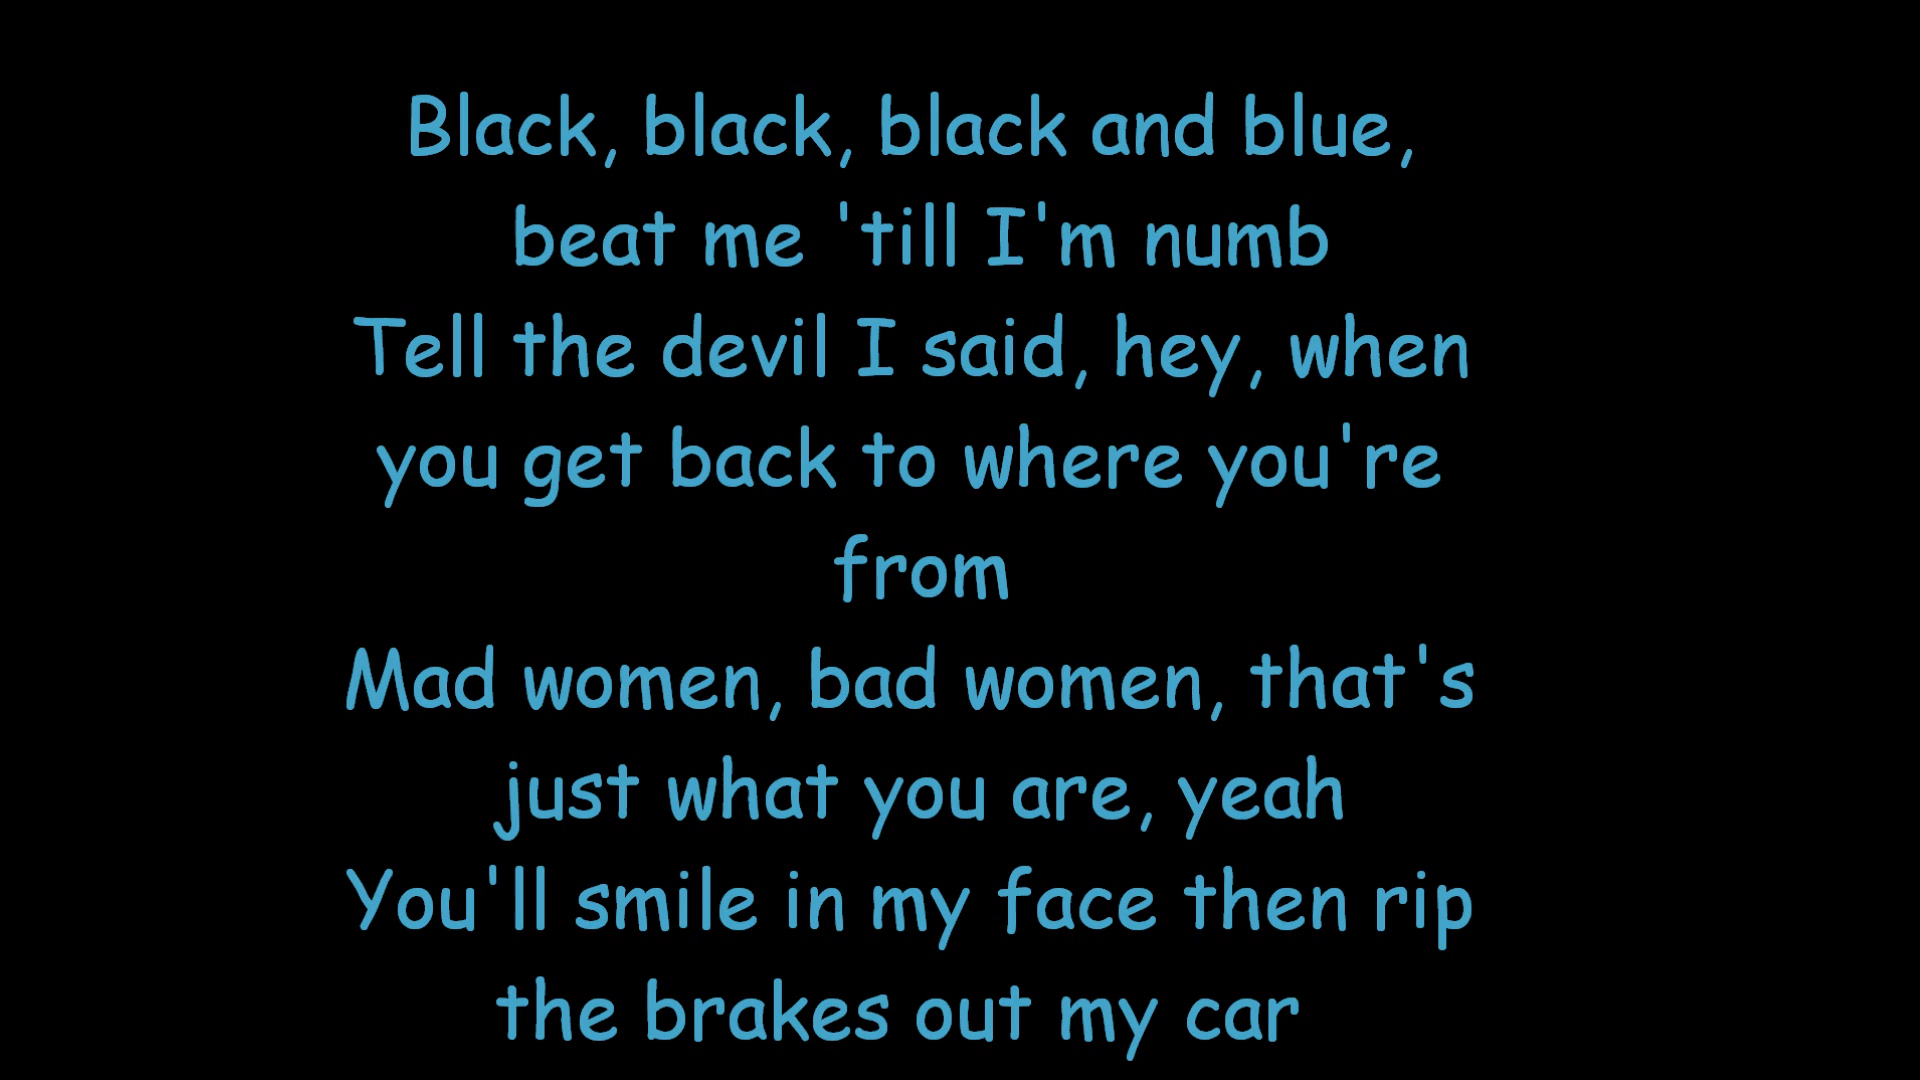 Black, black, black and blue,
beat me 'till I'm numb
Tell the devil I said, hey, when
you get back to where you're
from
Mad women, bad women, that's
just what you are, yeah
You'll smile in my face then rip
the brakes out my car